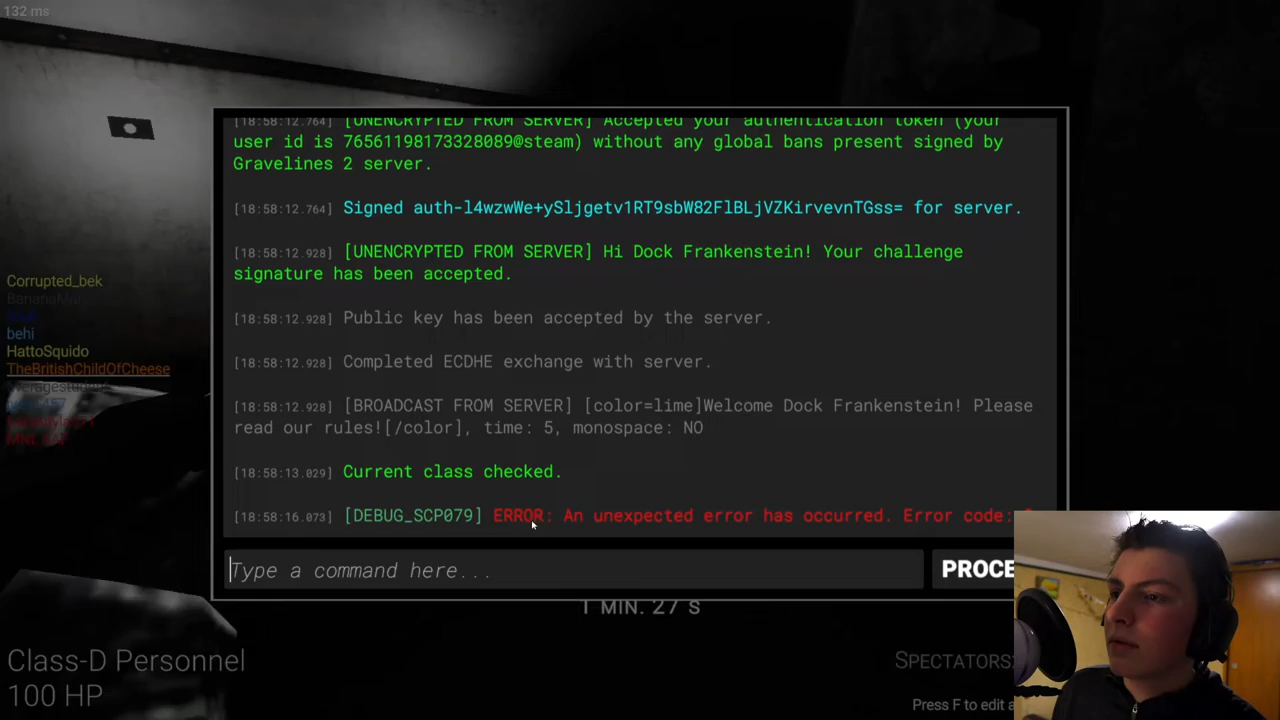 132 ms
[18:58:12.764] [UNENCRYPTED FROM SERVER] Accepted your authentication token (your
user id is 76561198173328089@steam) without any global bans present signed by
Gravelines 2 server.
[18:58:12.764] Signed auth-l4wzwWe+ySljgetv1RT9sbW82FlBLjVZKirvevnTGss= for server.
[18:58:12.928] [UNENCRYPTED FROM SERVER] Hi Dock Frankenstein! Your challenge
signature has been accepted.
[18:58:12.928] Public key has been accepted by the server.
[18:58:12.928] Completed ECDHE exchange with server.
[18:58:12.928] [BROADCAST FROM SERVER] [color=lime]Welcome Dock Frankenstein! Please
read our rules![/color], time: 5, monospace: NO
[18:58:13.029] Current class checked.
[18:58:16.073] [DEBUG_SCP079] ERROR: An unexpected error has occurred. Error code:
Type a command here...
PROCE
Corrupted_bek
behi
HattoSquido
TheBritishChildOfCheese
1 MIN. 27 S
Class-D Personnel
100 HP
SPECTATORS
Press F to edit a